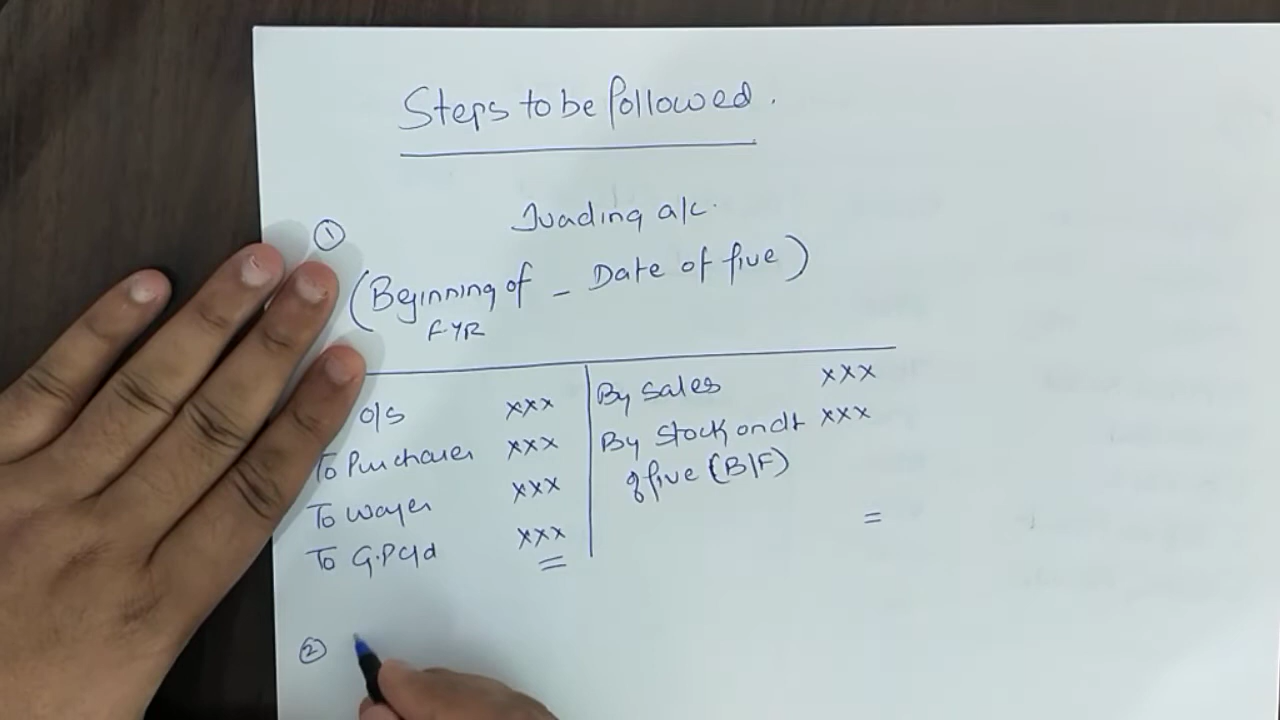 Steps to be followed.
①
Trading a/c.
(Beginning of - Date of fire)
FYR
O/S xxx
To Purchases xxx
To Wages xxx
To G.P c/d xxx
=
By Sales xxx
By Stock on dt xxx
of fire (B/F)
=
②